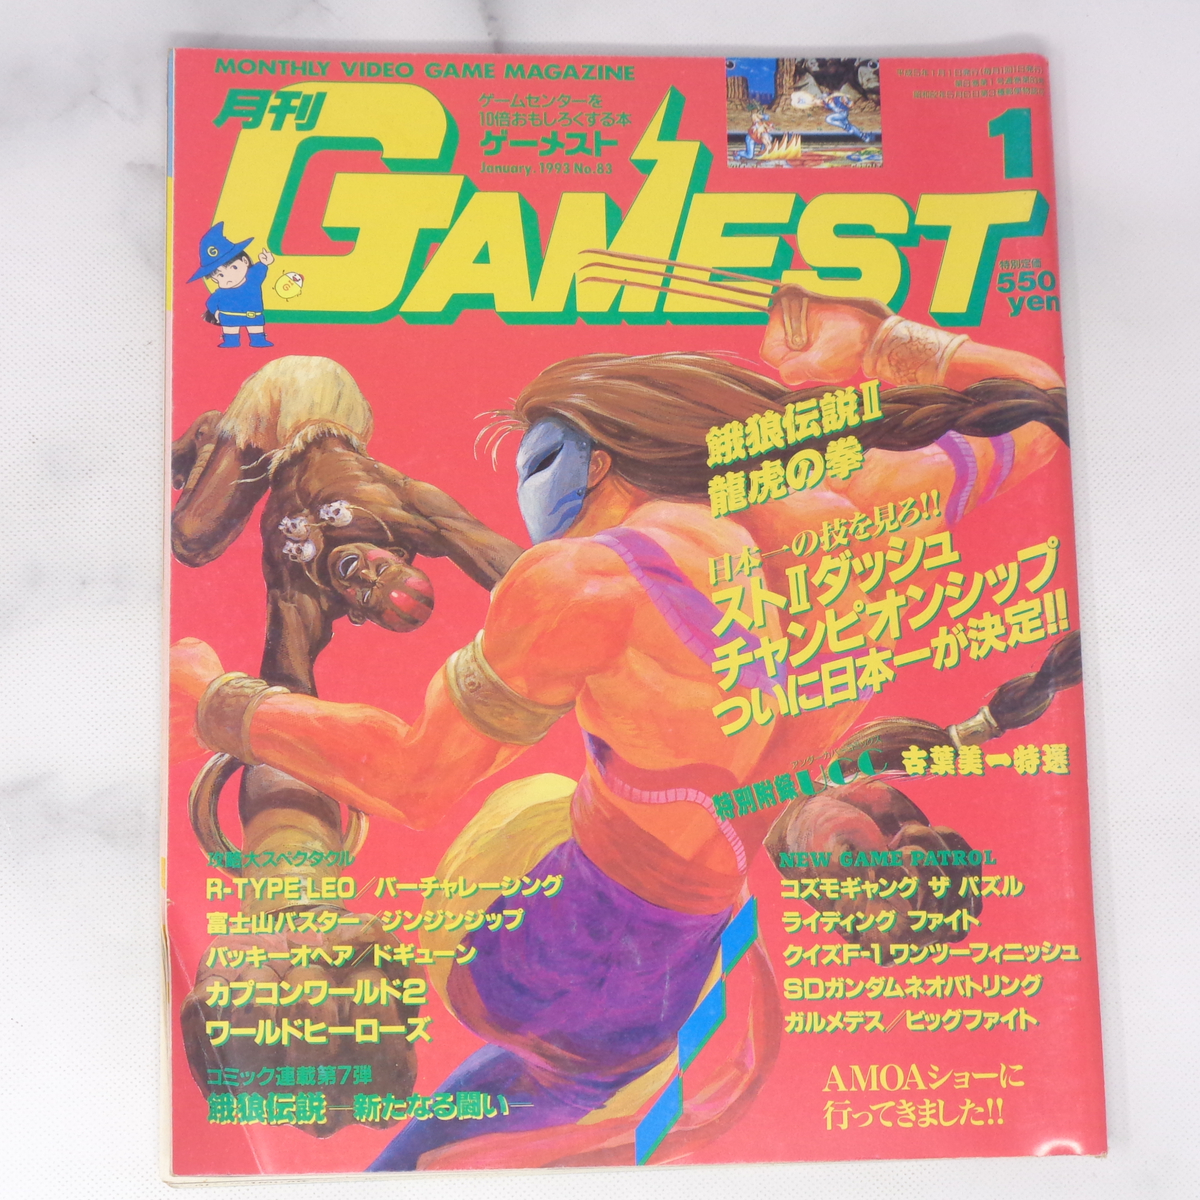 MONTHLY VIDEO GAME MAGAZINE
月刊
GAMEST
ゲームセンターを
10倍おもしろくする本
ゲーメスト
January.1993 No.83
1
特別定価
550
yen
G
餓狼伝説II
龍虎の拳
日本一の技を見ろ!!
ストIIダッシュ
チャンピオンシップ
ついに日本一が決定!!
特別附録 UCC 古葉美一特選
攻略大スペクタクル
R-TYPE LEO/バーチャレーシング
富士山バスター/ジンジンジップ
バッキーオヘア/ドギューン
カプコンワールド2
ワールドヒーローズ
コミック連載第7弾
餓狼伝説—新たなる闘い—
NEW GAME PATROL
コズモギャング ザ パズル
ライディング ファイト
クイズF-1ワンツーフィニッシュ
SDガンダムネオバトリング
ガルメデス/ビッグファイト
AMOAショーに
行ってきました!!